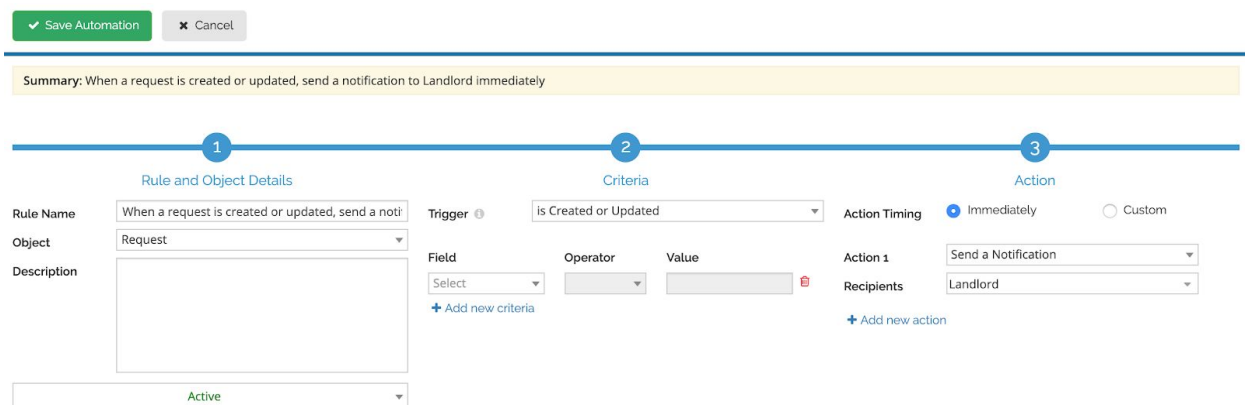 Save Automation
Cancel
Summary: When a request is created or updated, send a notification to Landlord immediately
1
2
3
Rule and Object Details
Criteria
Action
Rule Name
When a request is created or updated, send a noti
Object
Request
Description
Active
Trigger
is Created or Updated
Field Operator Value
Select
+ Add new criteria
Action Timing
Immediately
Custom
Action 1
Send a Notification
Recipients
Landlord
+ Add new action